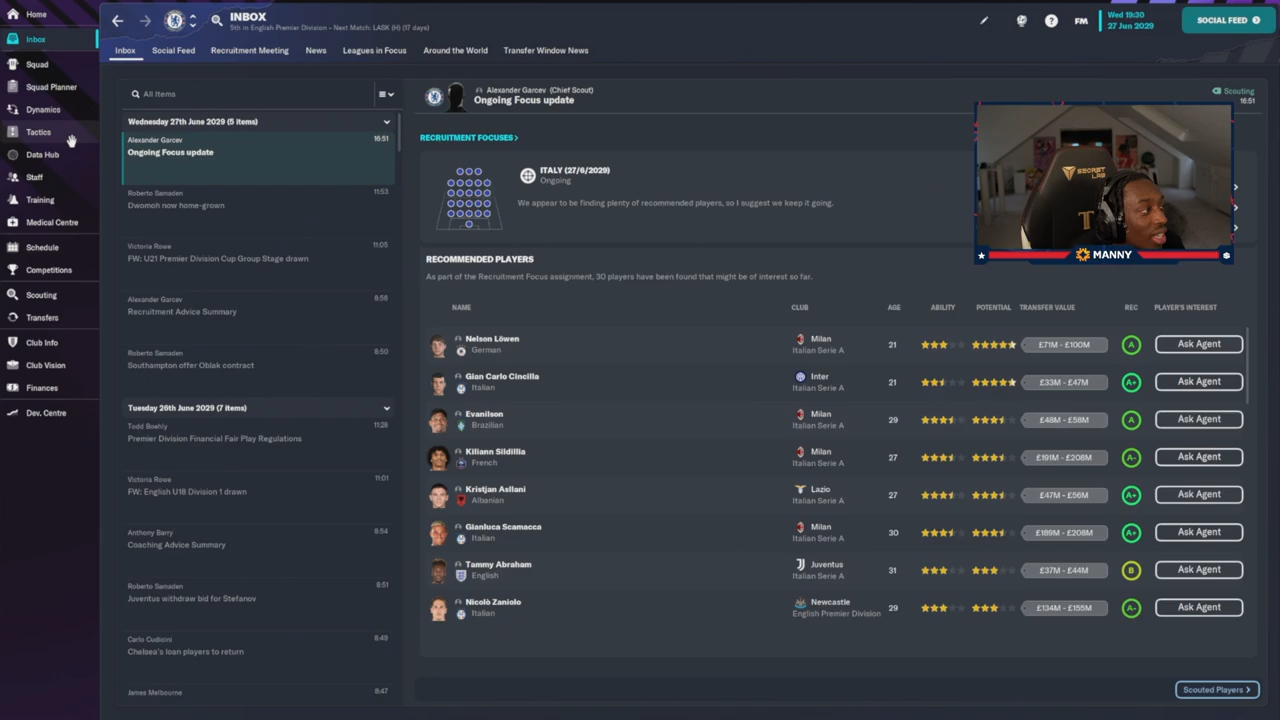 Home
Inbox
Squad
Squad Planner
Dynamics
Tactics
Data Hub
Staff
Training
Medical Centre
Schedule
Competitions
Scouting
Transfers
Club Info
Club Vision
Finances
Dev. Centre
INBOX
5th in English Premier Division - Next Match: LASK (H) (17 days)
FM
Wed 19:30
27 Jun 2029
SOCIAL FEED
Inbox Social Feed Recruitment Meeting News Leagues in Focus Around the World Transfer Window News
All Items
Wednesday 27th June 2029 (5 items)
Alexander Garcev 16:51
Ongoing Focus update
Roberto Samaden 11:53
Dwomoh now home-grown
Victoria Rowe 11:05
FW: U21 Premier Division Cup Group Stage drawn
Alexander Garcev 8:56
Recruitment Advice Summary
Roberto Samaden 8:50
Southampton offer Oblak contract
Tuesday 26th June 2029 (7 items)
Todd Boehly 11:28
Premier Division Financial Fair Play Regulations
Victoria Rowe 11:01
FW: English U18 Division 1 drawn
Anthony Barry 8:54
Coaching Advice Summary
Roberto Samaden 8:51
Juventus withdraw bid for Stefanov
Carlo Cudicini 8:49
Chelsea's loan players to return
James Melbourne 8:47
Alexander Garcev (Chief Scout)
Ongoing Focus update
Scouting
16:51
RECRUITMENT FOCUSES >
ITALY (27/6/2029)
Ongoing
We appear to be finding plenty of recommended players, so I suggest we keep it going.
SECRET LAB
MANNY
RECOMMENDED PLAYERS
As part of the Recruitment Focus assignment, 30 players have been found that might be of interest so far.
NAME CLUB AGE ABILITY POTENTIAL TRANSFER VALUE REC PLAYER'S INTEREST
Nelson Löwen Milan 21 £71M - £100M A Ask Agent
German Italian Serie A
Gian Carlo Cincilla Inter 21 £33M - £47M A+ Ask Agent
Italian Italian Serie A
Evanilson Milan 29 £48M - £58M A Ask Agent
Brazilian Italian Serie A
Kiliann Sildillia Milan 27 £191M - £208M A- Ask Agent
French Italian Serie A
Kristjan Asllani Lazio 27 £47M - £56M A+ Ask Agent
Albanian Italian Serie A
Gianluca Scamacca Milan 30 £189M - £208M A+ Ask Agent
Italian Italian Serie A
Tammy Abraham Juventus 31 £37M - £44M B Ask Agent
English Italian Serie A
Nicolò Zaniolo Newcastle 29 £134M - £155M A- Ask Agent
Italian English Premier Division
Scouted Players >